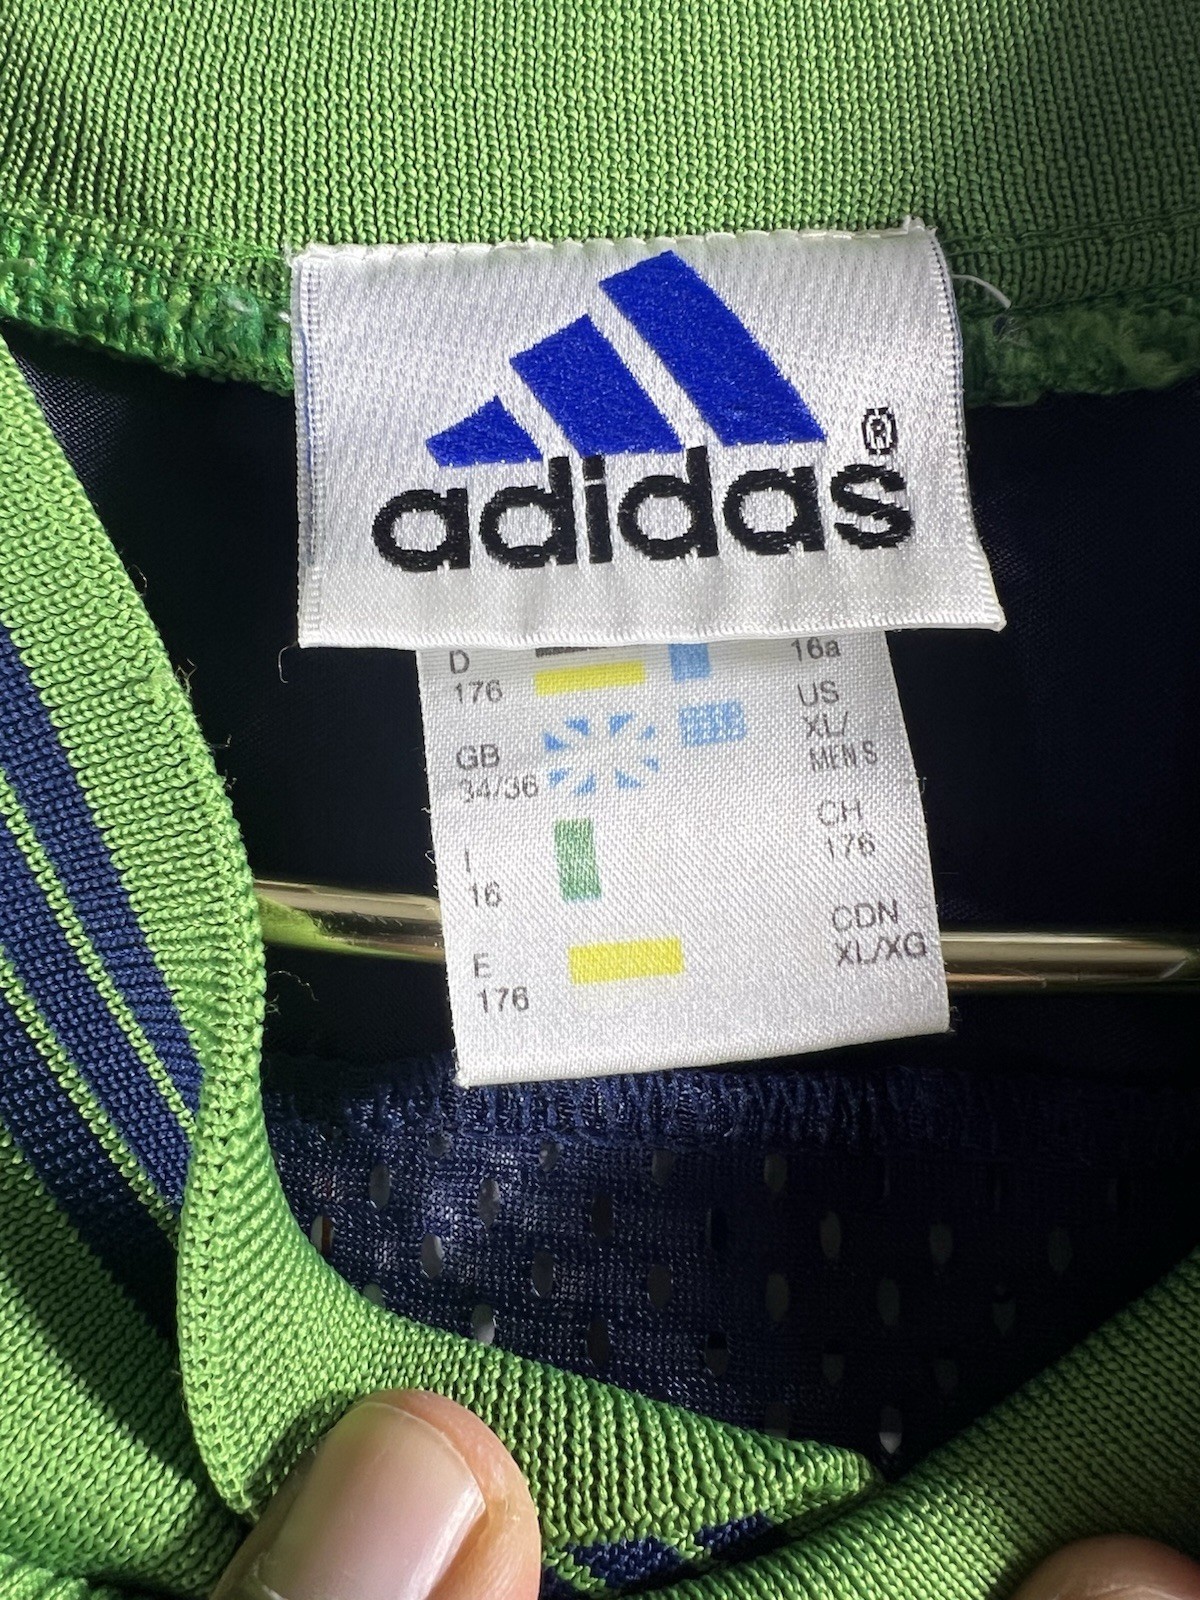 adidas®
D
176
GB
34/36
I
16
E
176
16a
US
XL/
MEN'S
CH
176
CDN
XL/XG